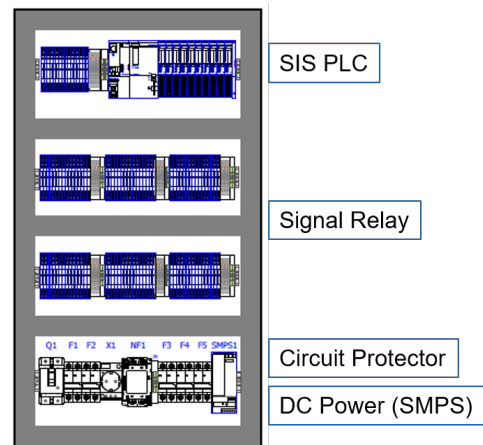 SIS PLC
Signal Relay
Q1 F1 F2 X1 NF1 F3 F4 F5 SMPS1
Circuit Protector
DC Power (SMPS)